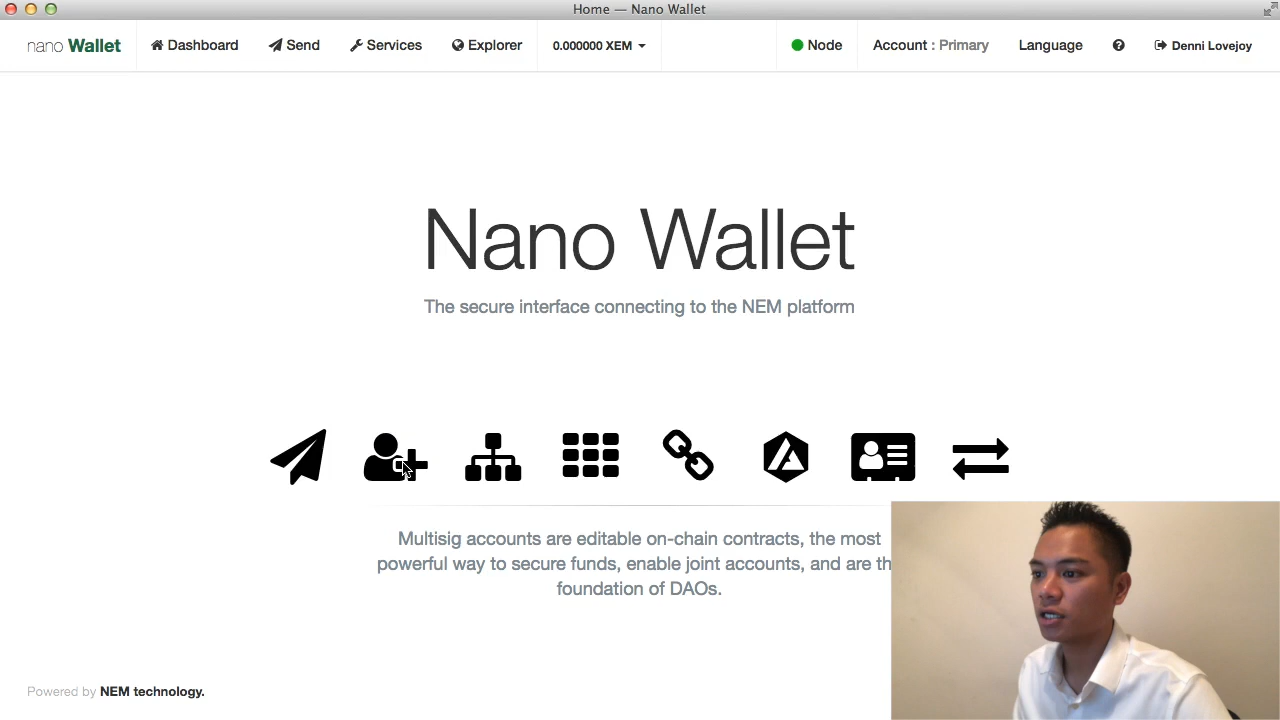 Home — Nano Wallet
nano Wallet Dashboard Send Services Explorer 0.000000 XEM Node Account : Primary Language Denni Lovejoy
Nano Wallet
The secure interface connecting to the NEM platform
Multisig accounts are editable on-chain contracts, the most
powerful way to secure funds, enable joint accounts, and are th
foundation of DAOs.
Powered by NEM technology.